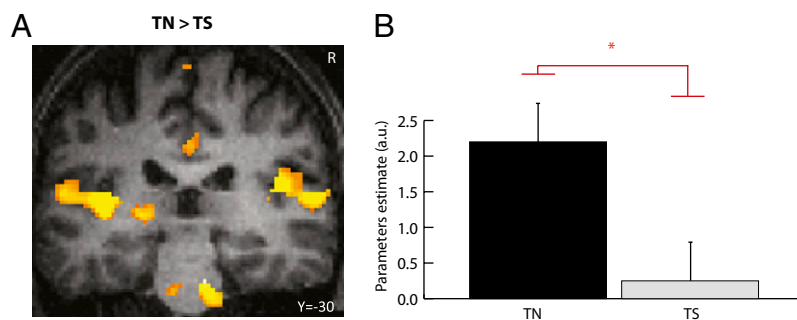 A
TN > TS
R
Y=-30
B
*
Parameters estimate (a.u.)
2.5
2.0
1.5
1.0
0.5
0.0
TN
TS